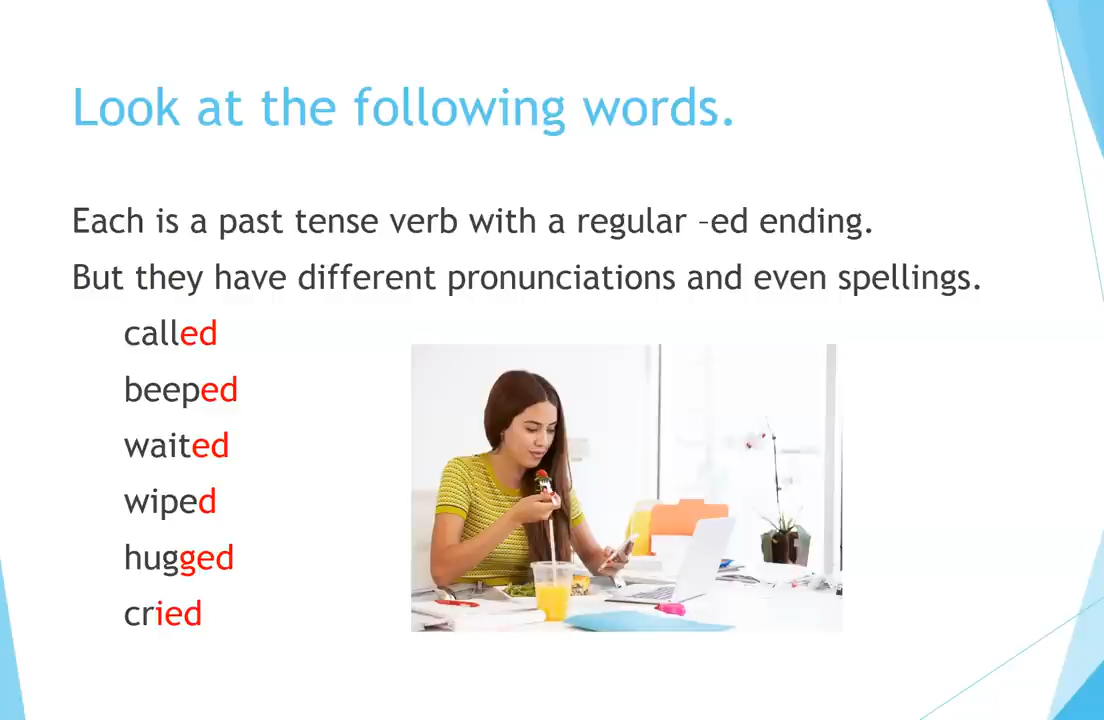 Look at the following words.
Each is a past tense verb with a regular –ed ending.
But they have different pronunciations and even spellings.
called
beeped
waited
wiped
hugged
cried